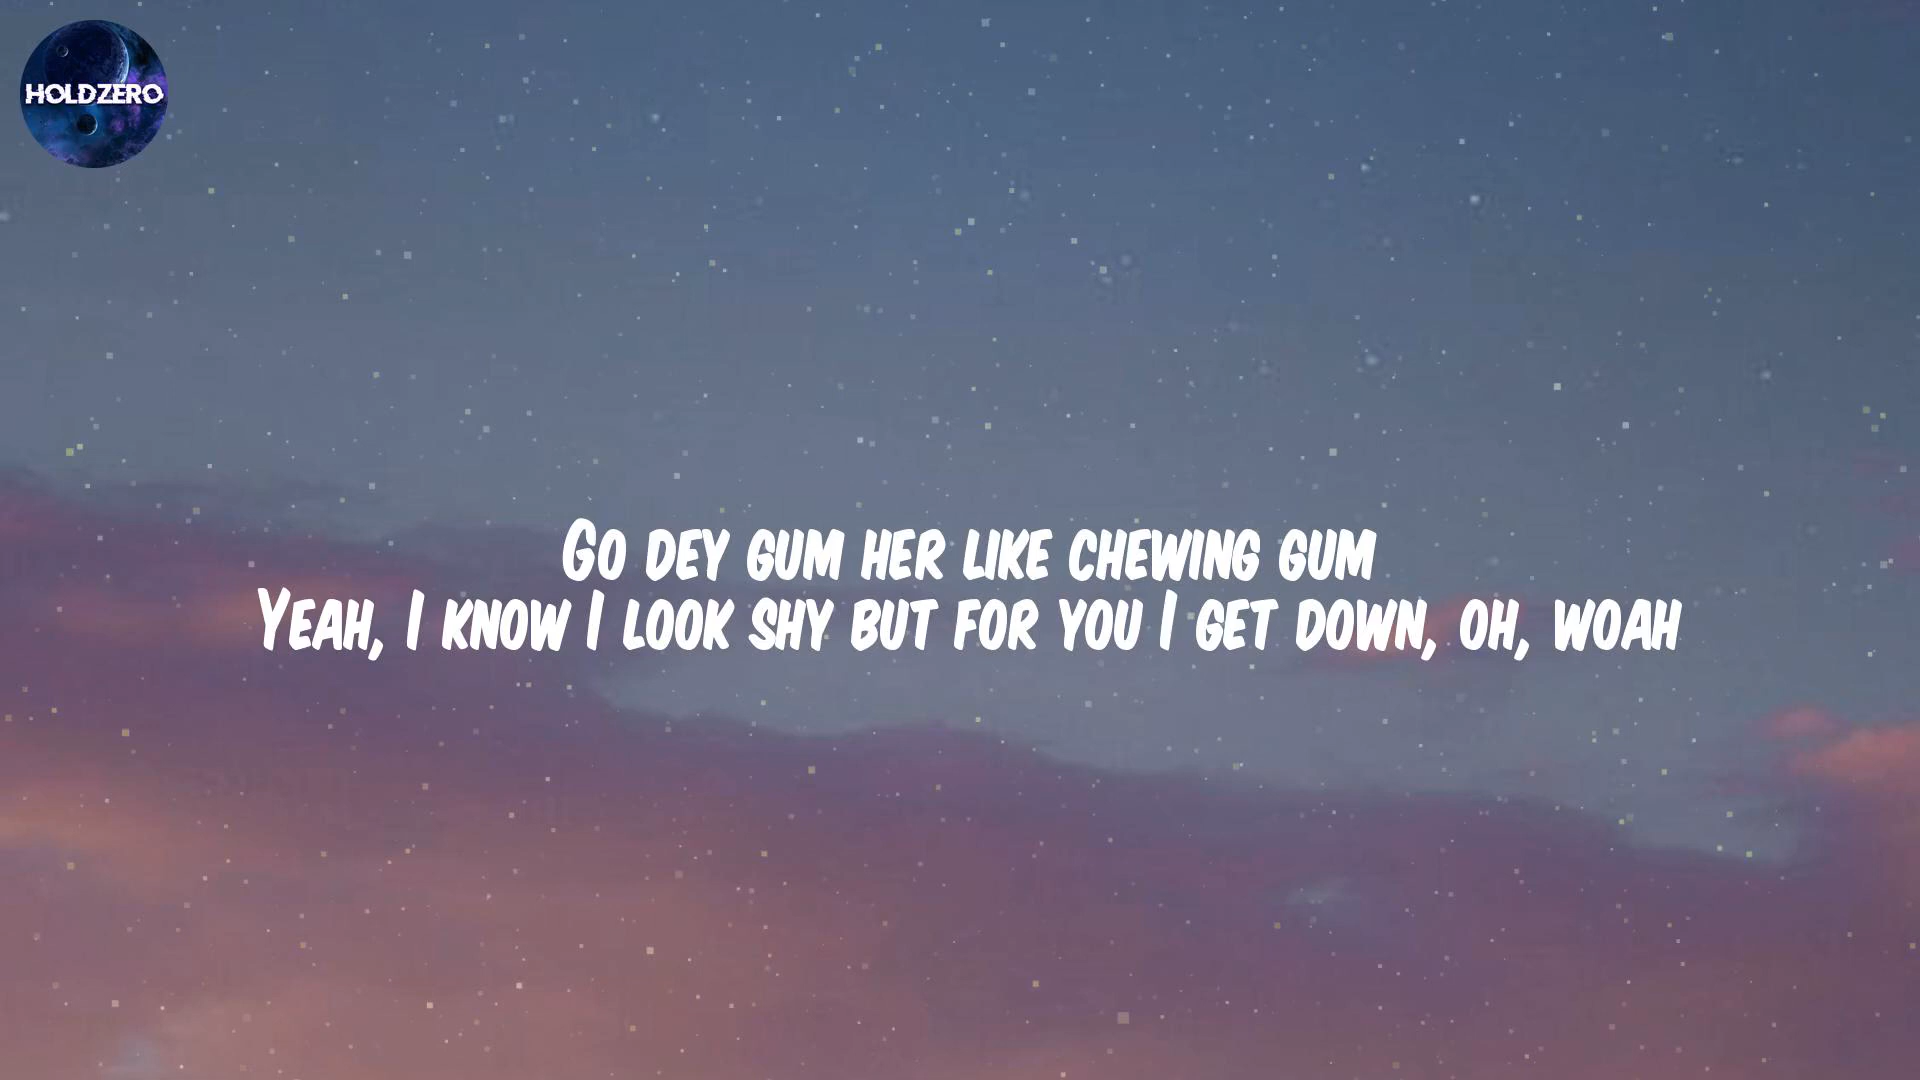 HOLDZERO
Go dey gum her like chewing gum
Yeah, I know I look shy but for you I get down, oh, woah